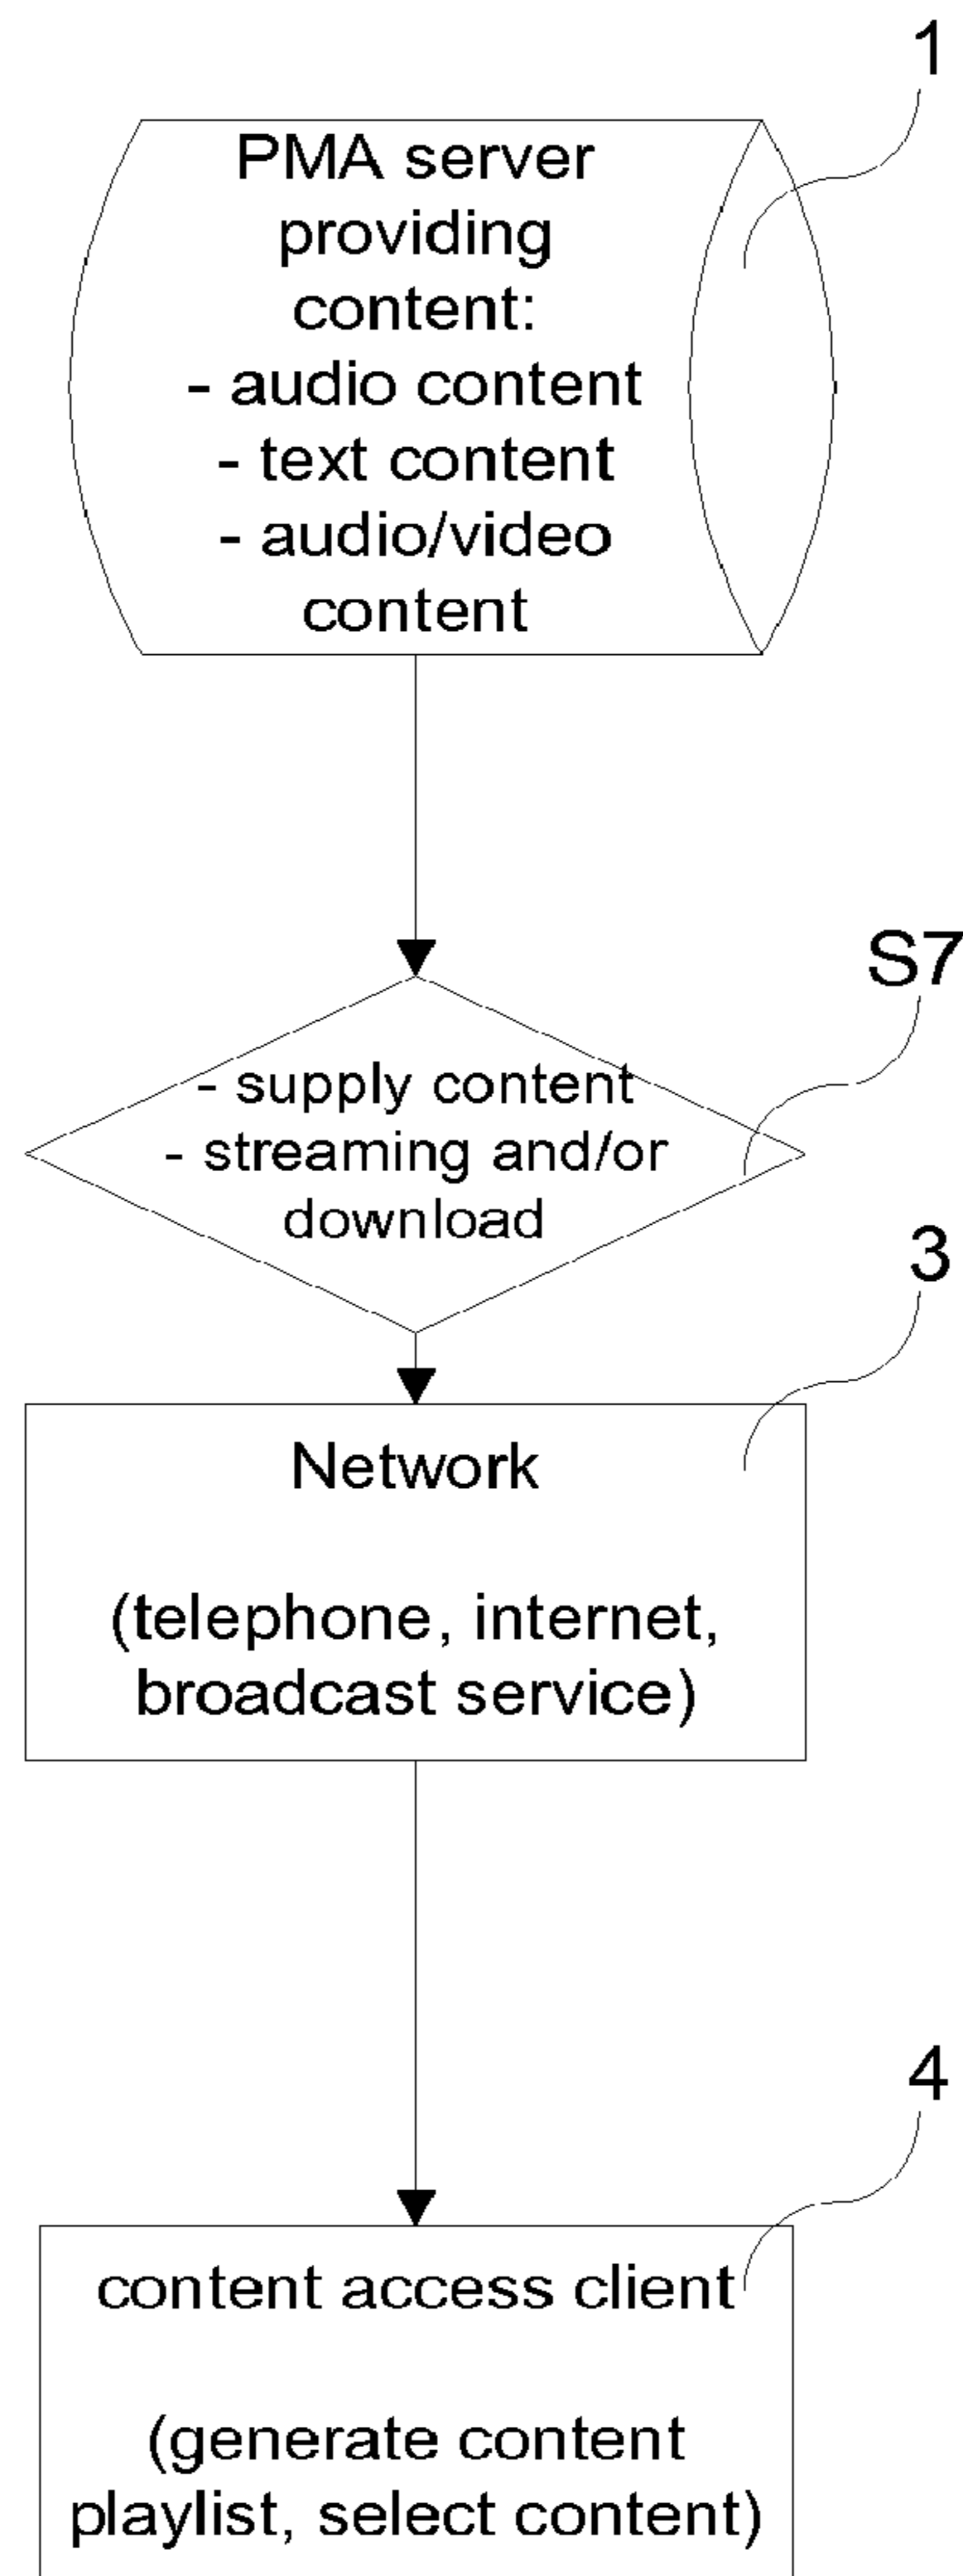 1
PMA server
providing
content:
- audio content
- text content
- audio/video
content
S7
- supply content
- streaming and/or
download
3
Network
(telephone, internet,
broadcast service)
4
content access client
(generate content
playlist, select content)